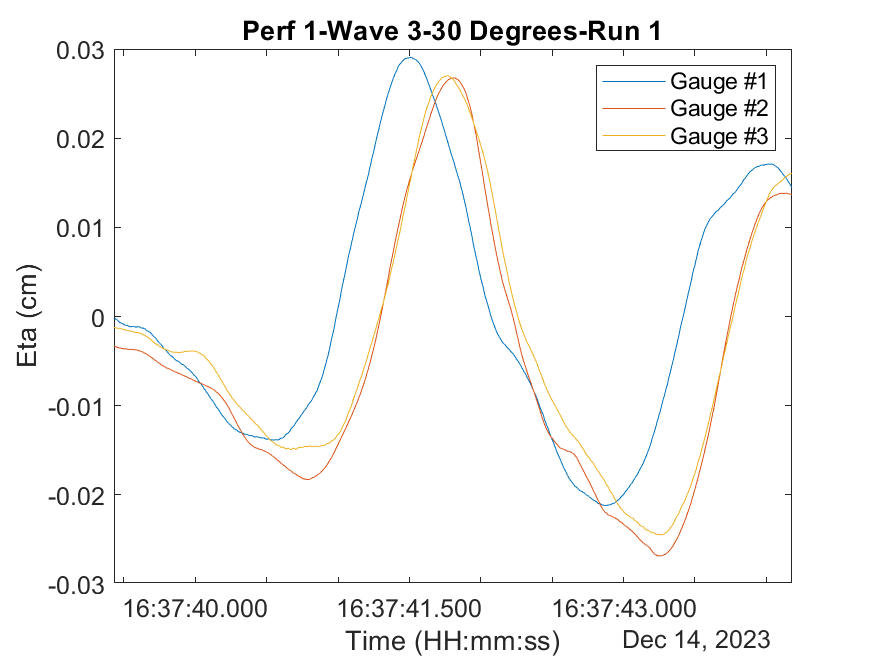 Perf 1-Wave 3-30 Degrees-Run 1
0.03
0.02
0.01
0
-0.01
-0.02
-0.03
Eta (cm)
Gauge #1
Gauge #2
Gauge #3
16:37:40.000 16:37:41.500 16:37:43.000
Time (HH:mm:ss) Dec 14, 2023